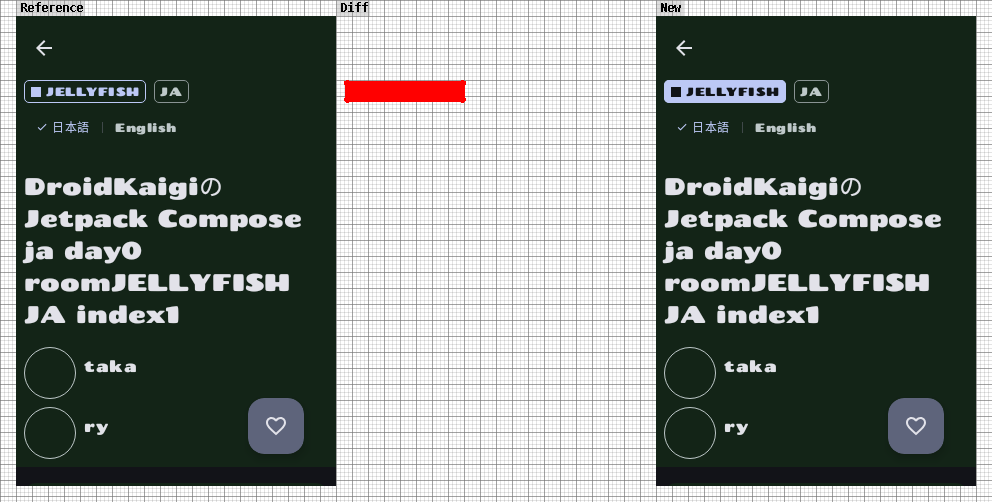 Reference
JELLYFISH JA
日本語 English
DroidKaigiの
Jetpack Compose
ja day0
roomJELLYFISH
JA index1
taka
ry
Diff
New
JELLYFISH JA
日本語 English
DroidKaigiの
Jetpack Compose
ja day0
roomJELLYFISH
JA index1
taka
ry